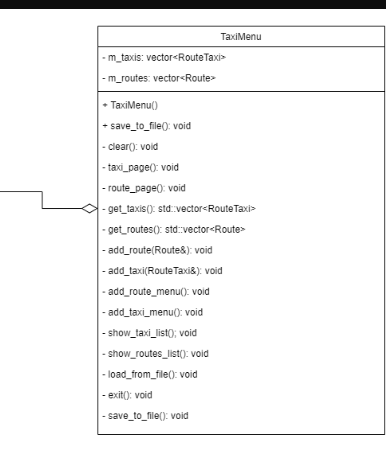 TaxiMenu
- m_taxis: vector<RouteTaxi>
- m_routes: vector<Route>
+ TaxiMenu()
+ save_to_file(): void
- clear(): void
- taxi_page(): void
- route_page(): void
- get_taxis(): std::vector<RouteTaxi>
- get_routes(): std::vector<Route>
- add_route(Route&): void
- add_taxi(RouteTaxi&): void
- add_route_menu(): void
- add_taxi_menu(): void
- show_taxi_list(); void
- show_routes_list(): void
- load_from_file(): void
- exit(): void
- save_to_file(): void